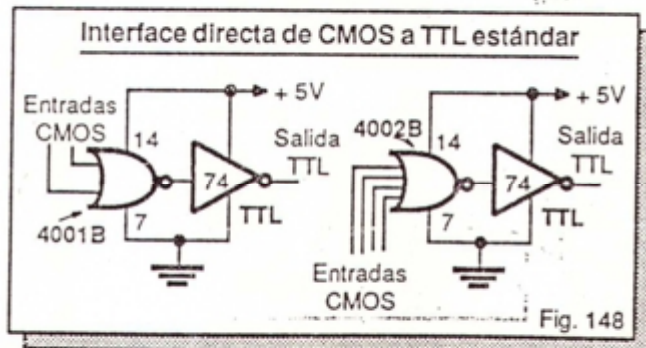 Interface directa de CMOS a TTL estándar
+ 5V
Entradas
CMOS
14
Salida
TTL
74
7
TTL
4001B
+ 5V
4002B
14
Salida
TTL
74
7
TTL
Entradas
CMOS
Fig. 148